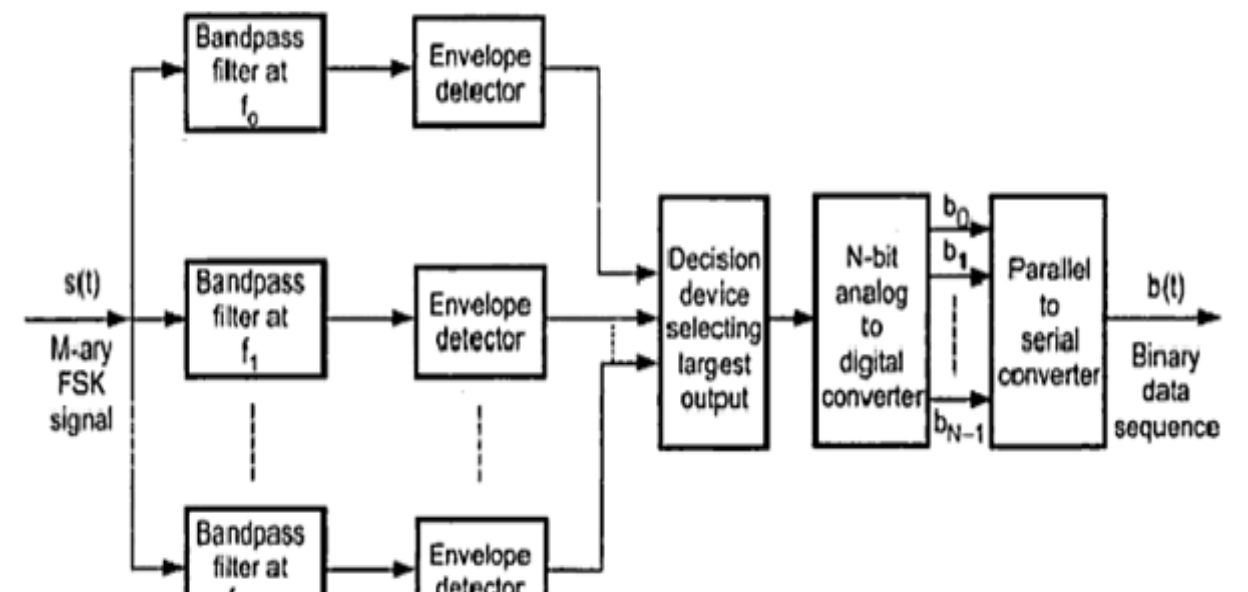 Bandpass
filter at
f0
Envelope
detector
s(t)
M-ary
FSK
signal
Bandpass
filter at
f1
Envelope
detector
Decision
device
selecting
largest
output
N-bit
analog
to
digital
converter
b0
b1
bN–1
Parallel
to
serial
converter
b(t)
Binary
data
sequence
Bandpass
filter at
Envelope
detector